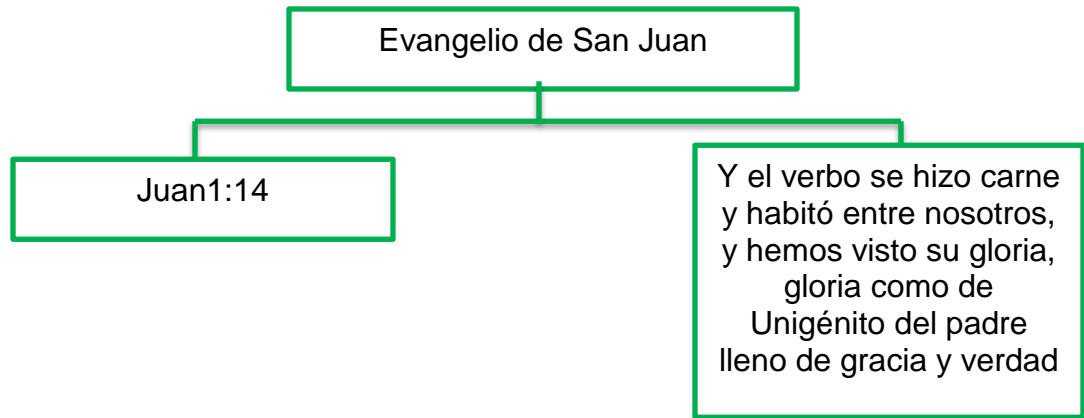 Evangelio de San Juan
Juan1:14
Y el verbo se hizo carne
y habitó entre nosotros,
y hemos visto su gloria,
gloria como de
Unigénito del padre
lleno de gracia y verdad